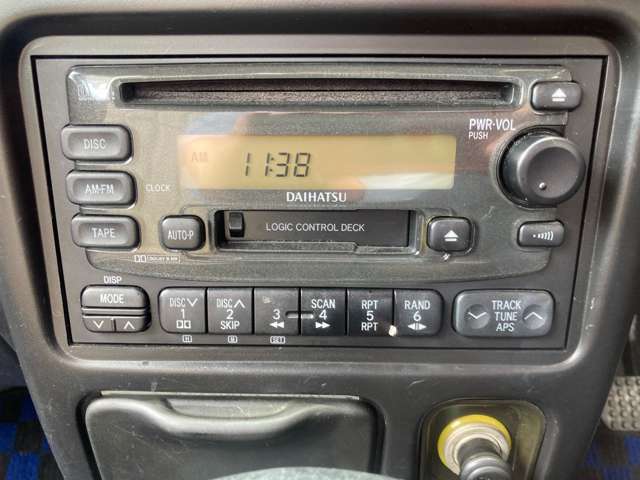 PWR·VOL
PUSH
DISC
AM 11:38
AM·FM
CLOCK
DAIHATSU
TAPE
AUTO·P
LOGIC CONTROL DECK
DISP
MODE
DISC 1
DISC 2 SKIP
3
SCAN 4
RPT 5 RPT
RAND 6
TRACK
TUNE
APS
SET